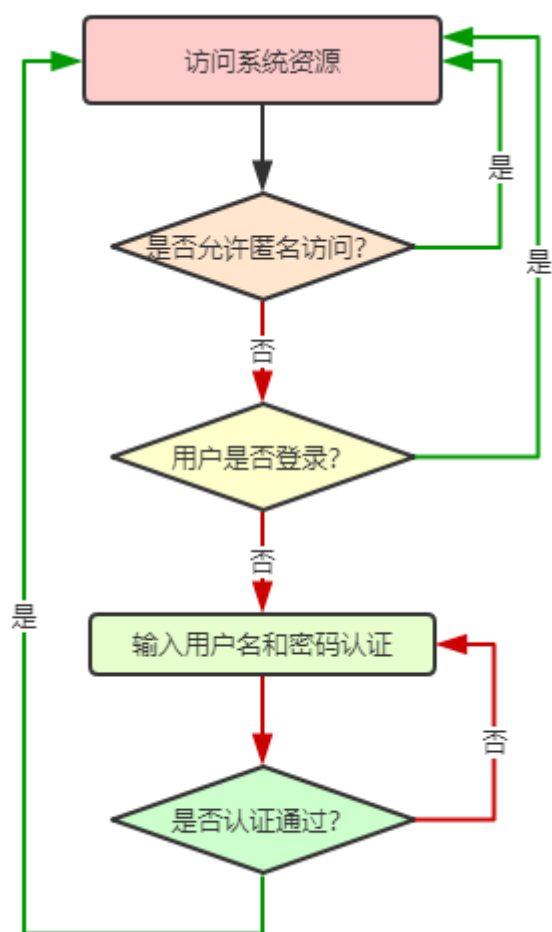 访问系统资源
是
是否允许匿名访问?
是
否
用户是否登录?
否
是
输入用户名和密码认证
否
是否认证通过?